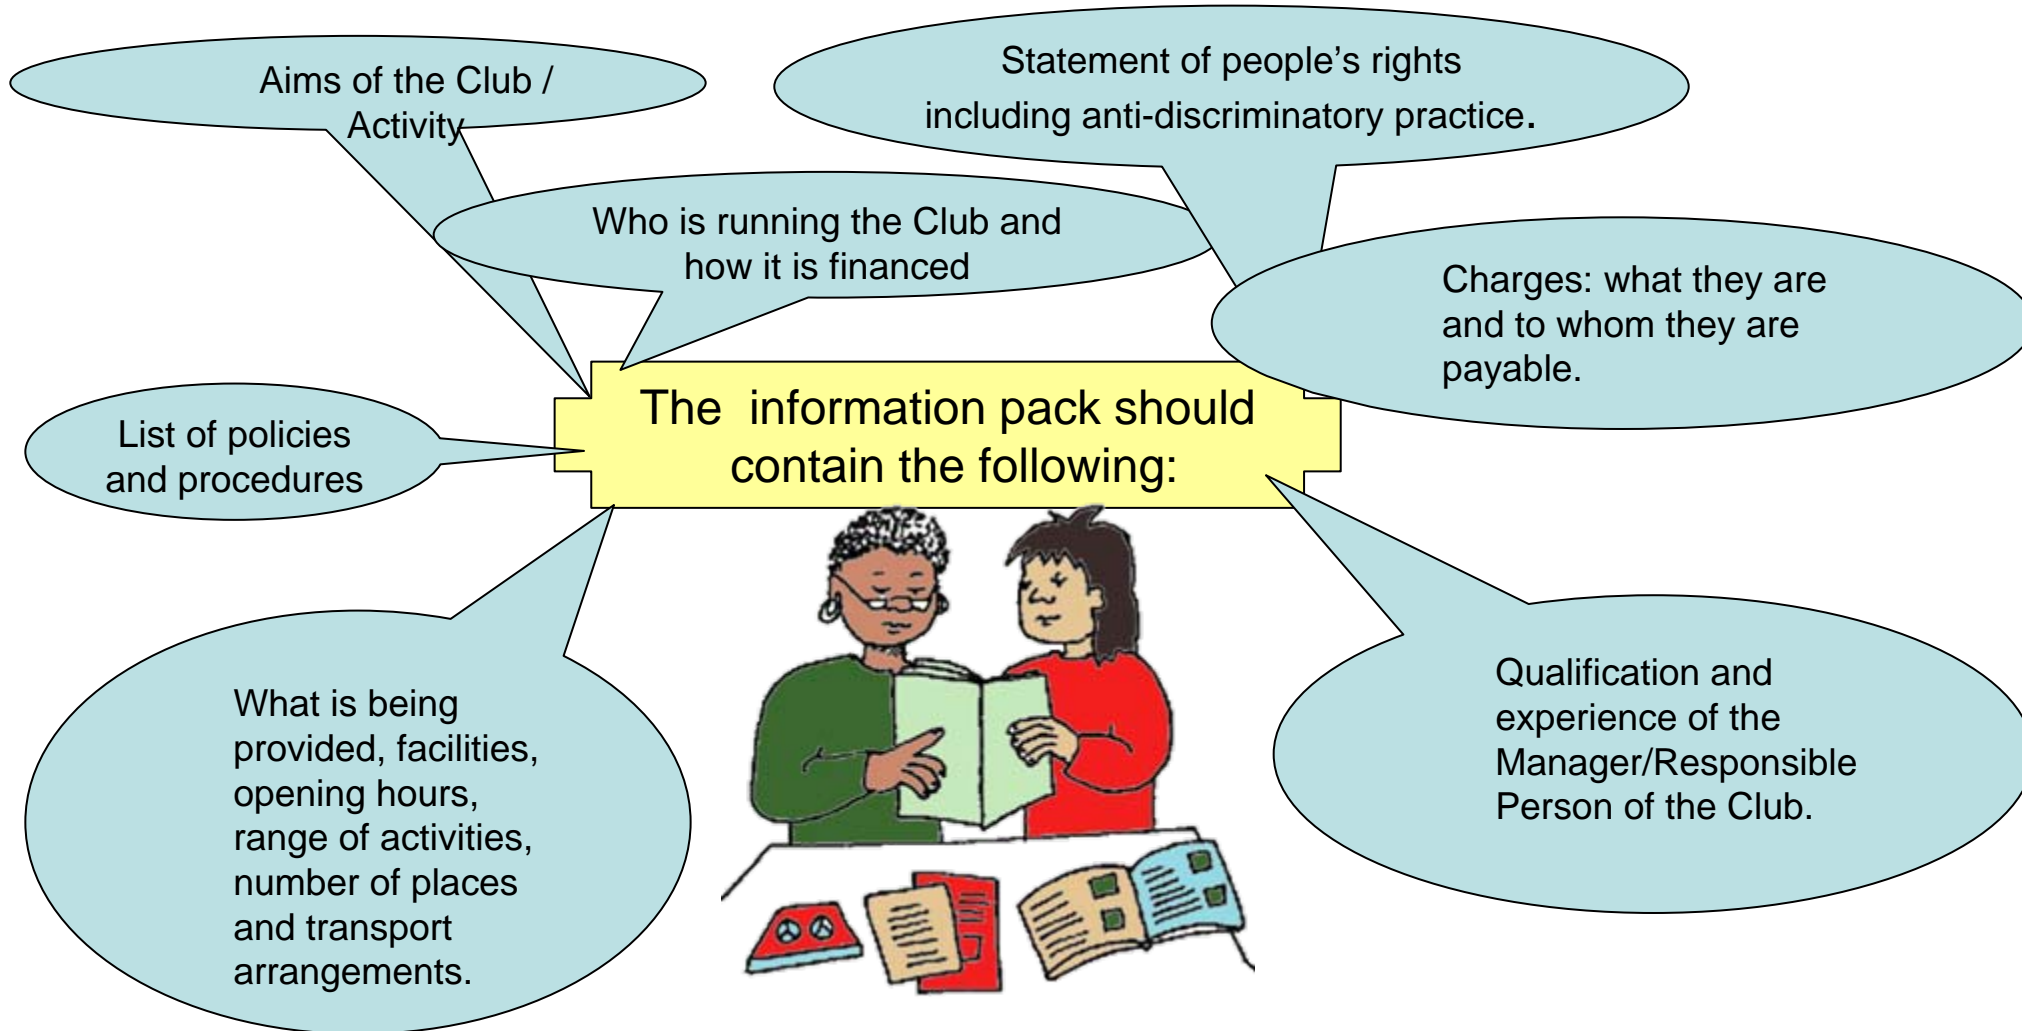 Aims of the Club /
Activity
Statement of people's rights
including anti-discriminatory practice.
Who is running the Club and
how it is financed
Charges: what they are
and to whom they are
payable.
The information pack should
contain the following:
List of policies
and procedures
What is being
provided, facilities,
opening hours,
range of activities,
number of places
and transport
arrangements.
Qualification and
experience of the
Manager/Responsible
Person of the Club.